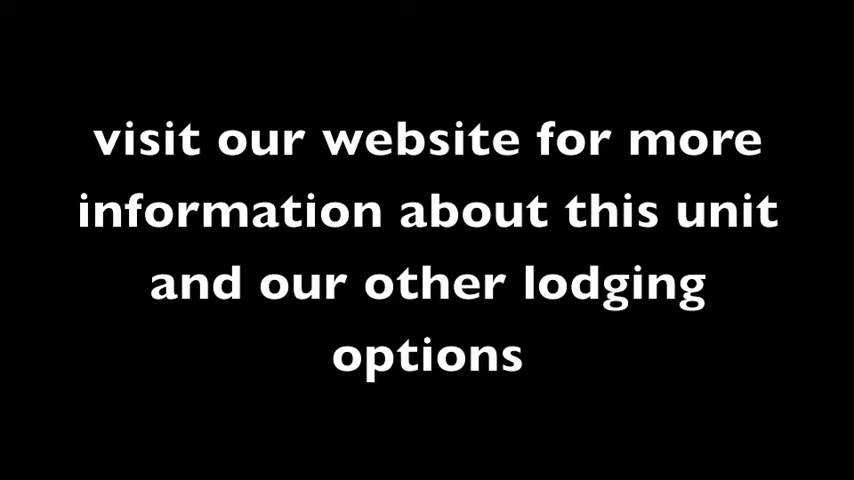 visit our website for more
information about this unit
and our other lodging
options